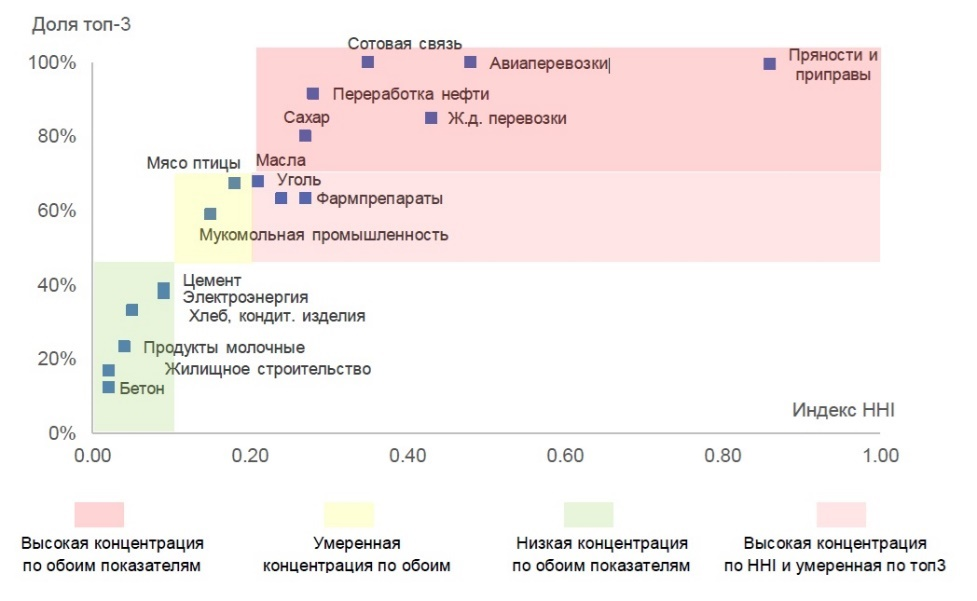 Доля топ-3
Сотовая связь
100%
Авиаперевозки
Пряности и
приправы
Переработка нефти
Сахар
Ж.д. перевозки
80%
Мясо птицы
Масла
Уголь
Фармпрепараты
60%
Мукомольная промышленность
40%
Цемент
Электроэнергия
Хлеб, кондит. изделия
Продукты молочные
20%
Жилищное строительство
Бетон
Индекс HHI
0%
0.00 0.20 0.40 0.60 0.80 1.00
Высокая концентрация
по обоим показателям
Умеренная
концентрация по обоим
Низкая концентрация
по обоим показателям
Высокая концентрация
по HHI и умеренная по топ3